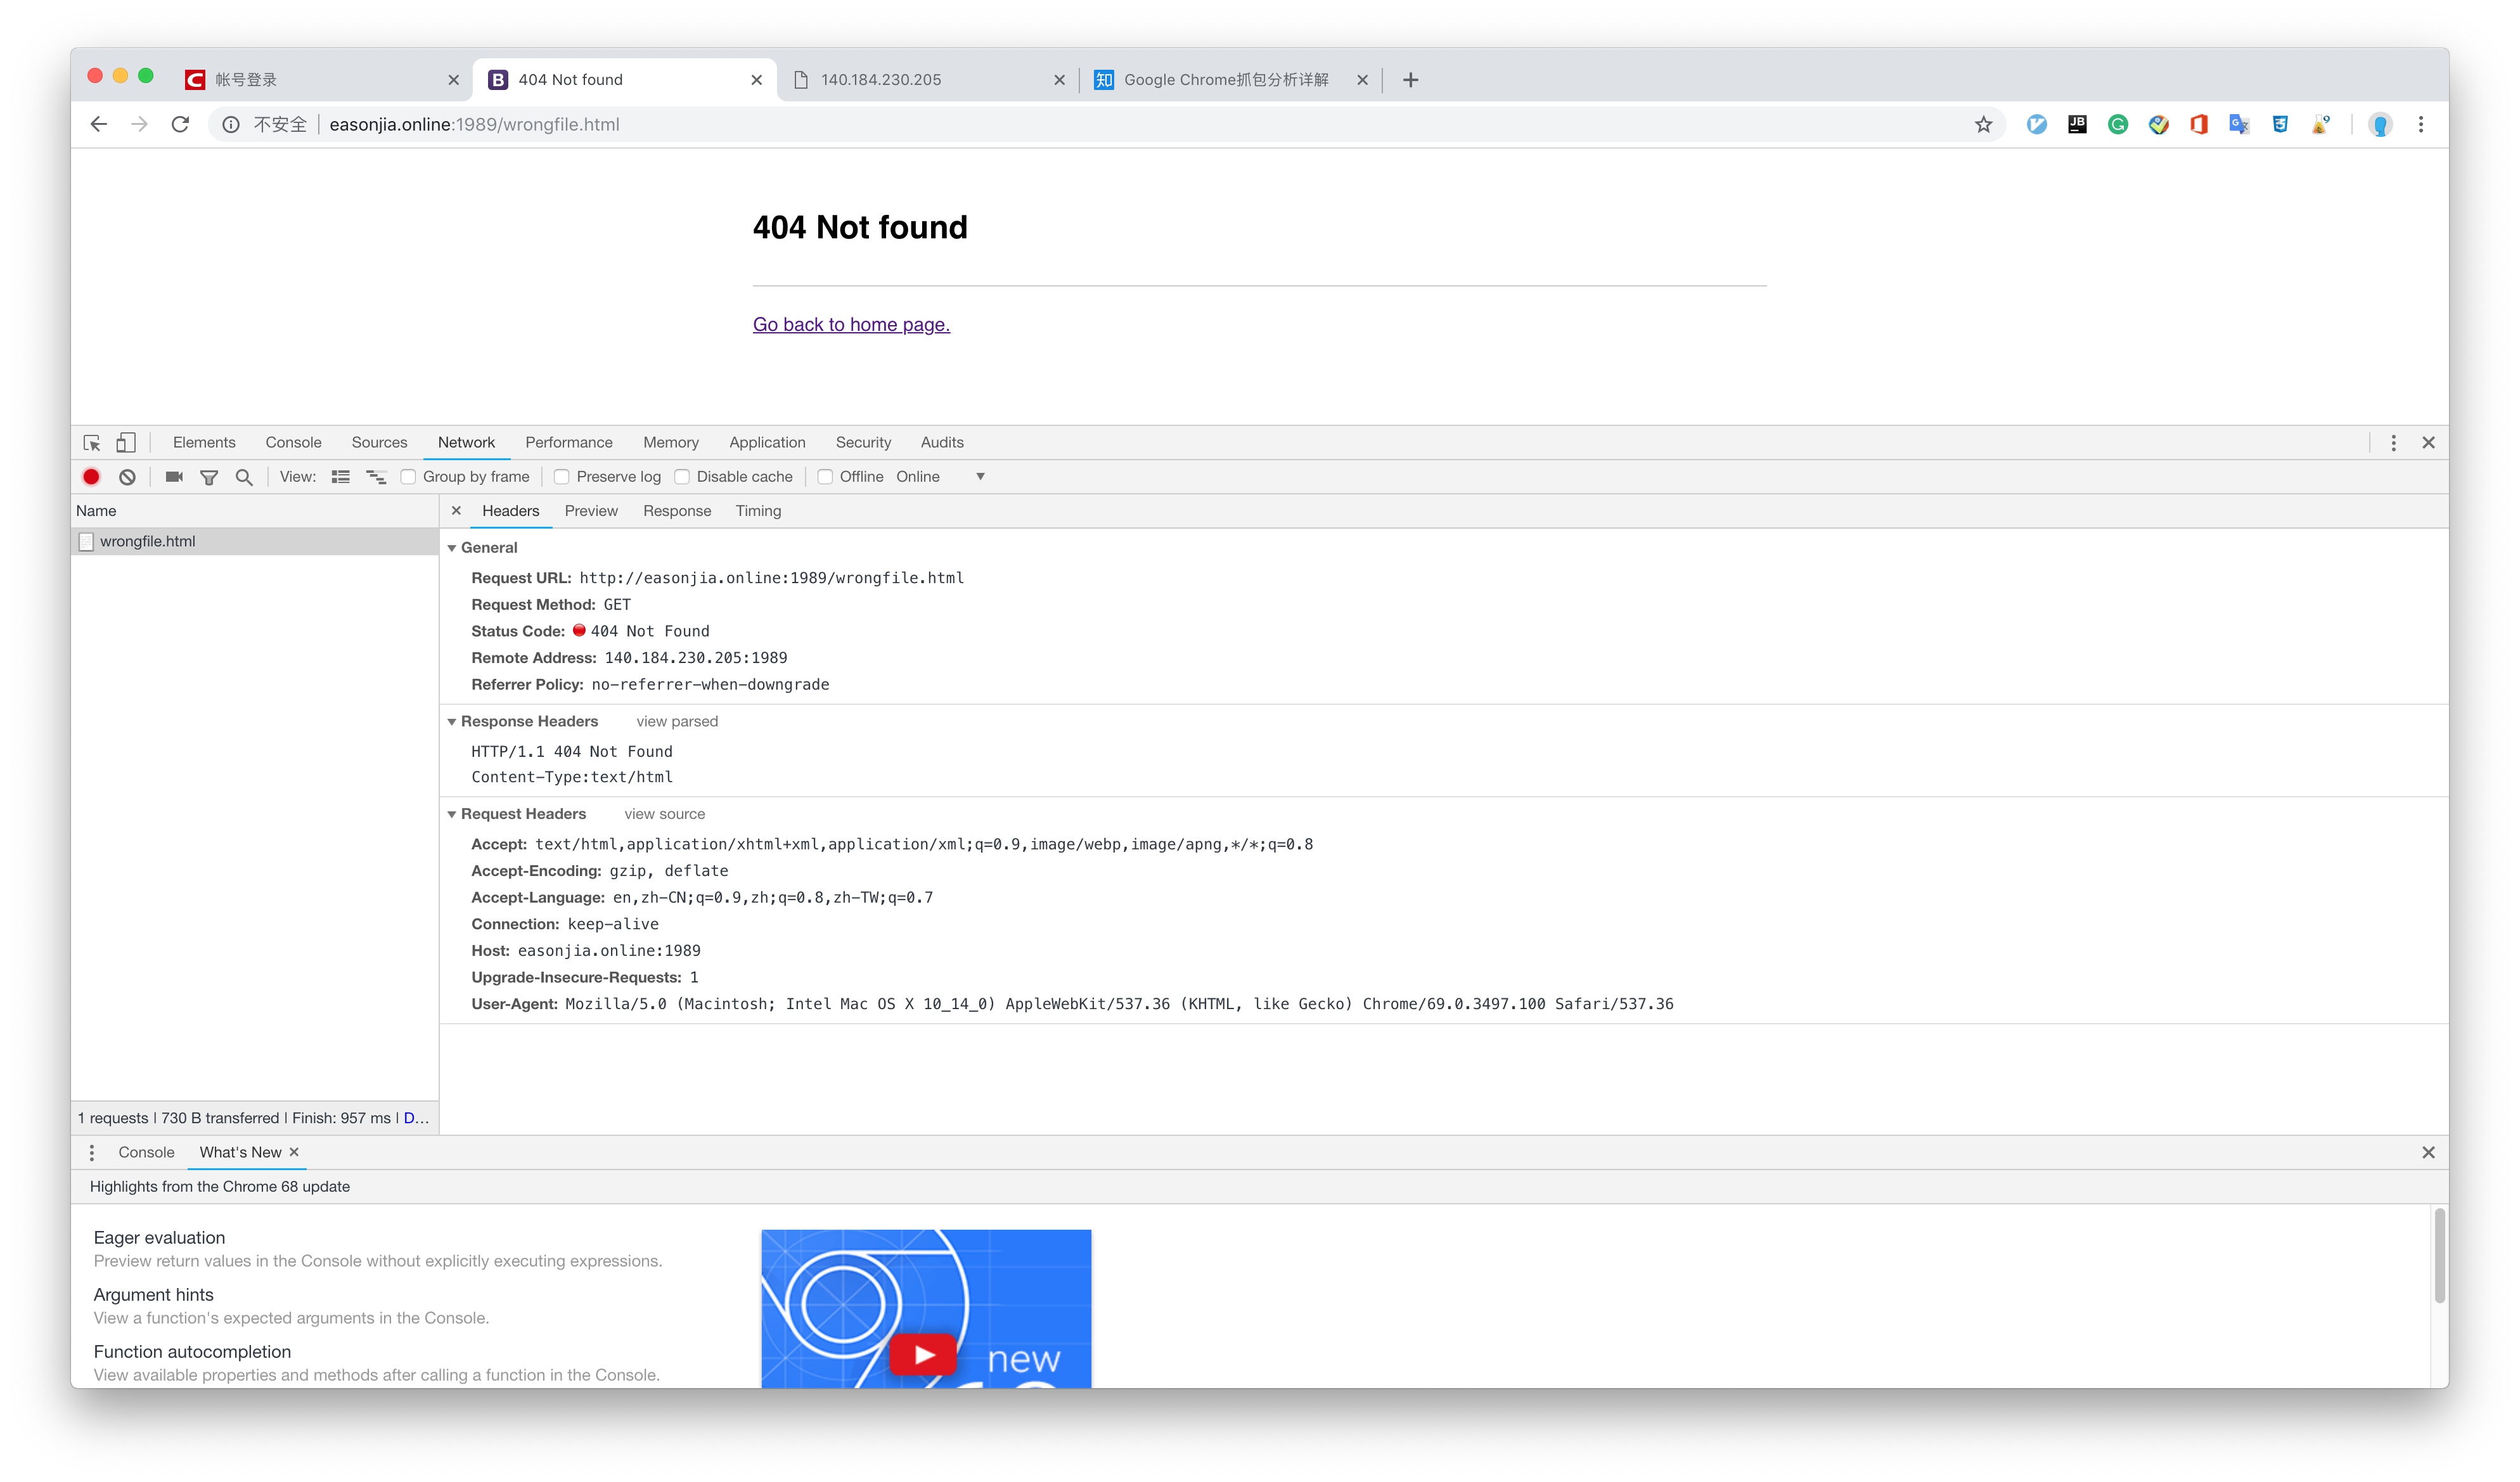 帐号登录
404 Not found
140.184.230.205
Google Chrome抓包分析详解
不安全 easonjia.online:1989/wrongfile.html
404 Not found
Go back to home page.
Elements Console Sources Network Performance Memory Application Security Audits
View: Group by frame Preserve log Disable cache Offline Online
Name
Headers Preview Response Timing
wrongfile.html
General
Request URL: http://easonjia.online:1989/wrongfile.html
Request Method: GET
Status Code: 404 Not Found
Remote Address: 140.184.230.205:1989
Referrer Policy: no-referrer-when-downgrade
Response Headers view parsed
HTTP/1.1 404 Not Found
Content-Type:text/html
Request Headers view source
Accept: text/html,application/xhtml+xml,application/xml;q=0.9,image/webp,image/apng,*/*;q=0.8
Accept-Encoding: gzip, deflate
Accept-Language: en,zh-CN;q=0.9,zh;q=0.8,zh-TW;q=0.7
Connection: keep-alive
Host: easonjia.online:1989
Upgrade-Insecure-Requests: 1
User-Agent: Mozilla/5.0 (Macintosh; Intel Mac OS X 10_14_0) AppleWebKit/537.36 (KHTML, like Gecko) Chrome/69.0.3497.100 Safari/537.36
1 requests | 730 B transferred | Finish: 957 ms | D…
Console What's New
Highlights from the Chrome 68 update
Eager evaluation
Preview return values in the Console without explicitly executing expressions.
Argument hints
View a function's expected arguments in the Console.
Function autocompletion
View available properties and methods after calling a function in the Console.
new